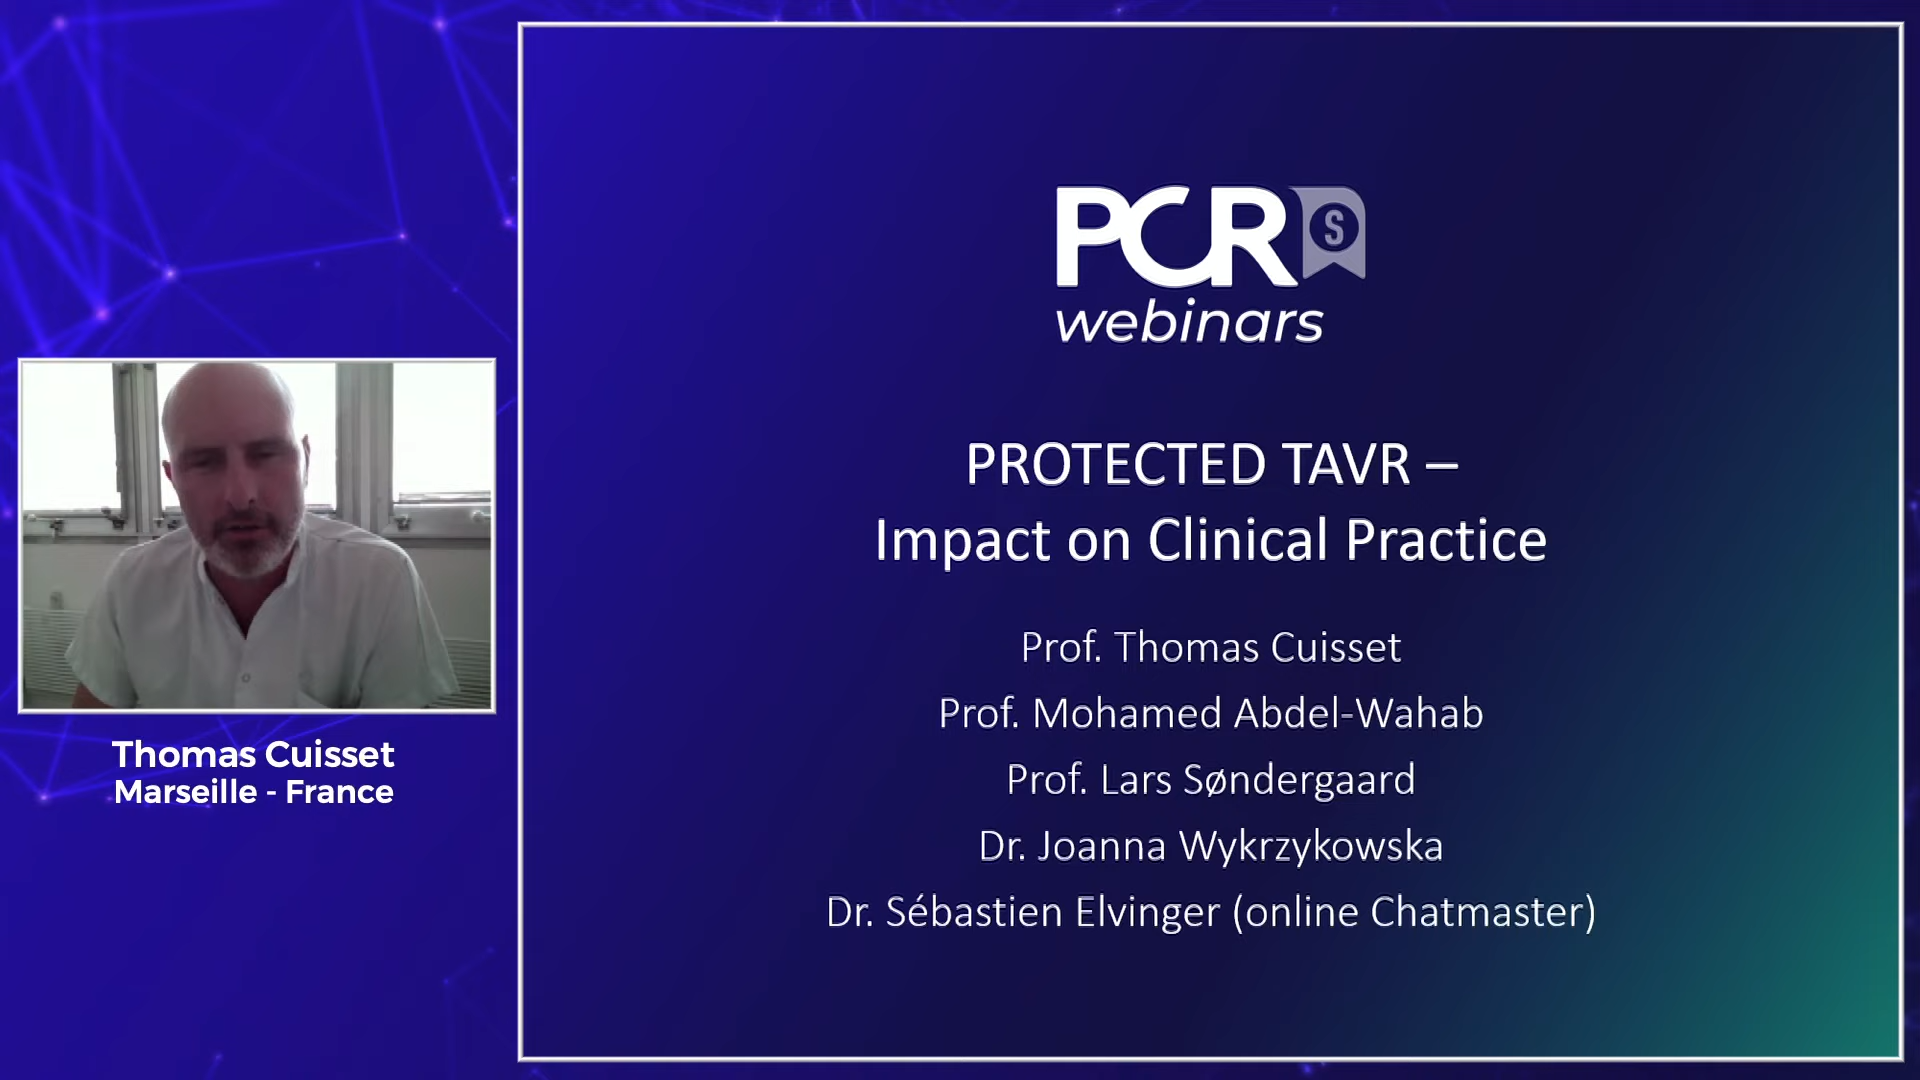 PCR S
webinars
PROTECTED TAVR –
Impact on Clinical Practice
Prof. Thomas Cuisset
Prof. Mohamed Abdel-Wahab
Prof. Lars Søndergaard
Dr. Joanna Wykrzykowska
Dr. Sébastien Elvinger (online Chatmaster)
Thomas Cuisset
Marseille - France